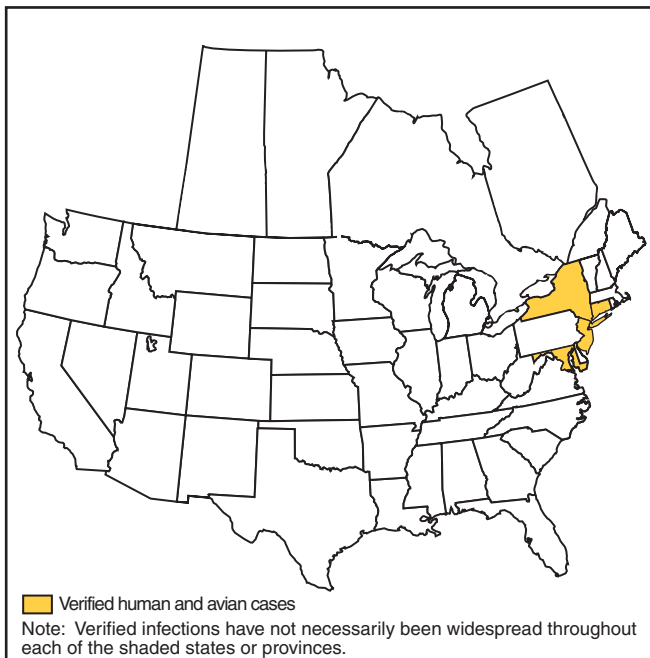 Verified human and avian cases
Note: Verified infections have not necessarily been widespread throughout
each of the shaded states or provinces.